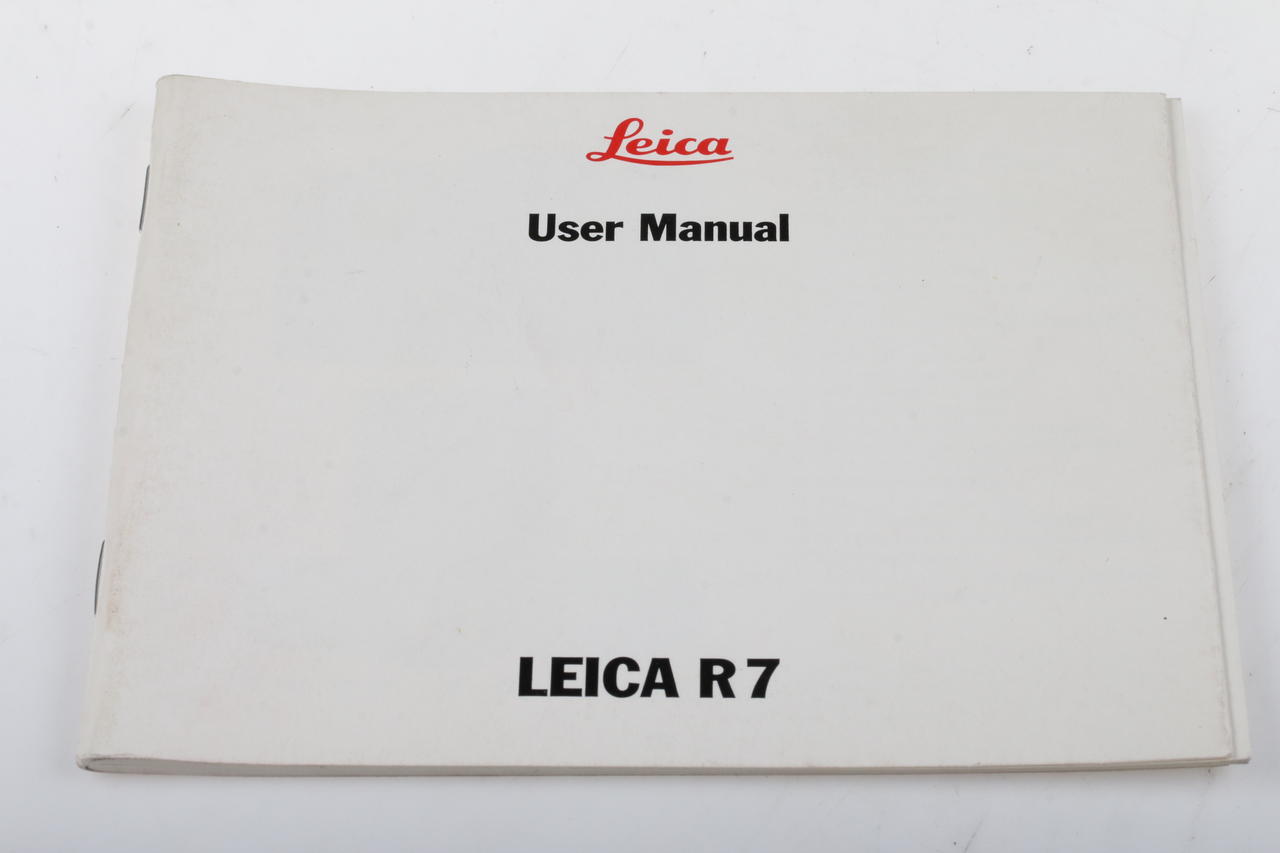 Leica
User Manual
LEICA R7